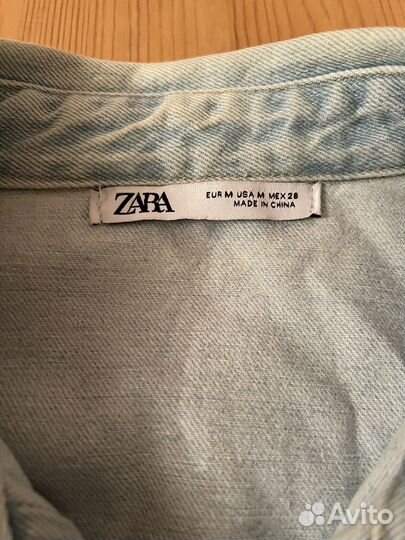 ZARA
EUR M USA M MEX 28
MADE IN CHINA
Avito